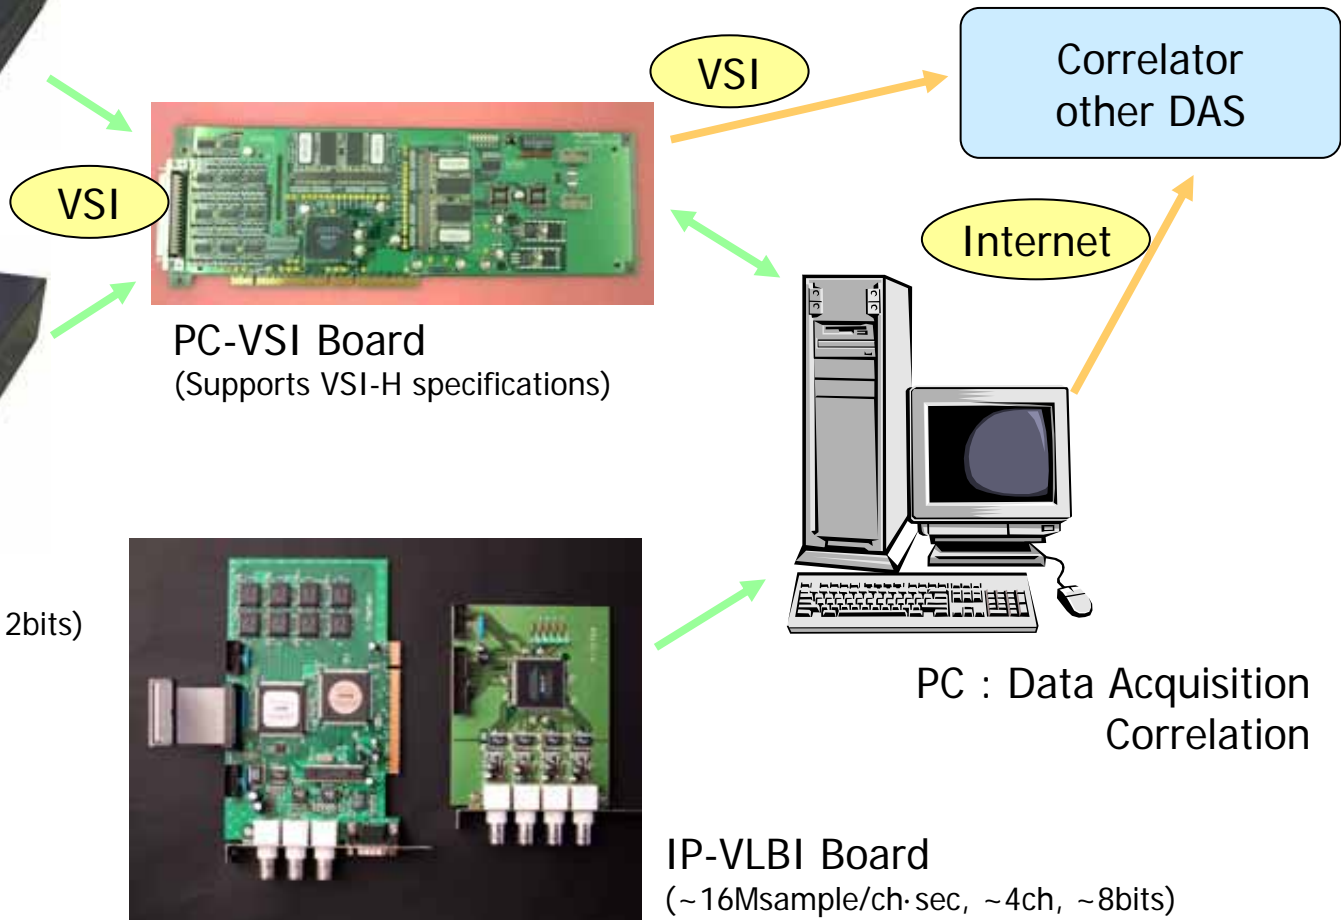 VSI
Correlator
other DAS
VSI
Internet
PC-VSI Board
(Supports VSI-H specifications)
2bits)
PC : Data Acquisition
Correlation
IP-VLBI Board
(~16Msample/ch·sec, ~4ch, ~8bits)